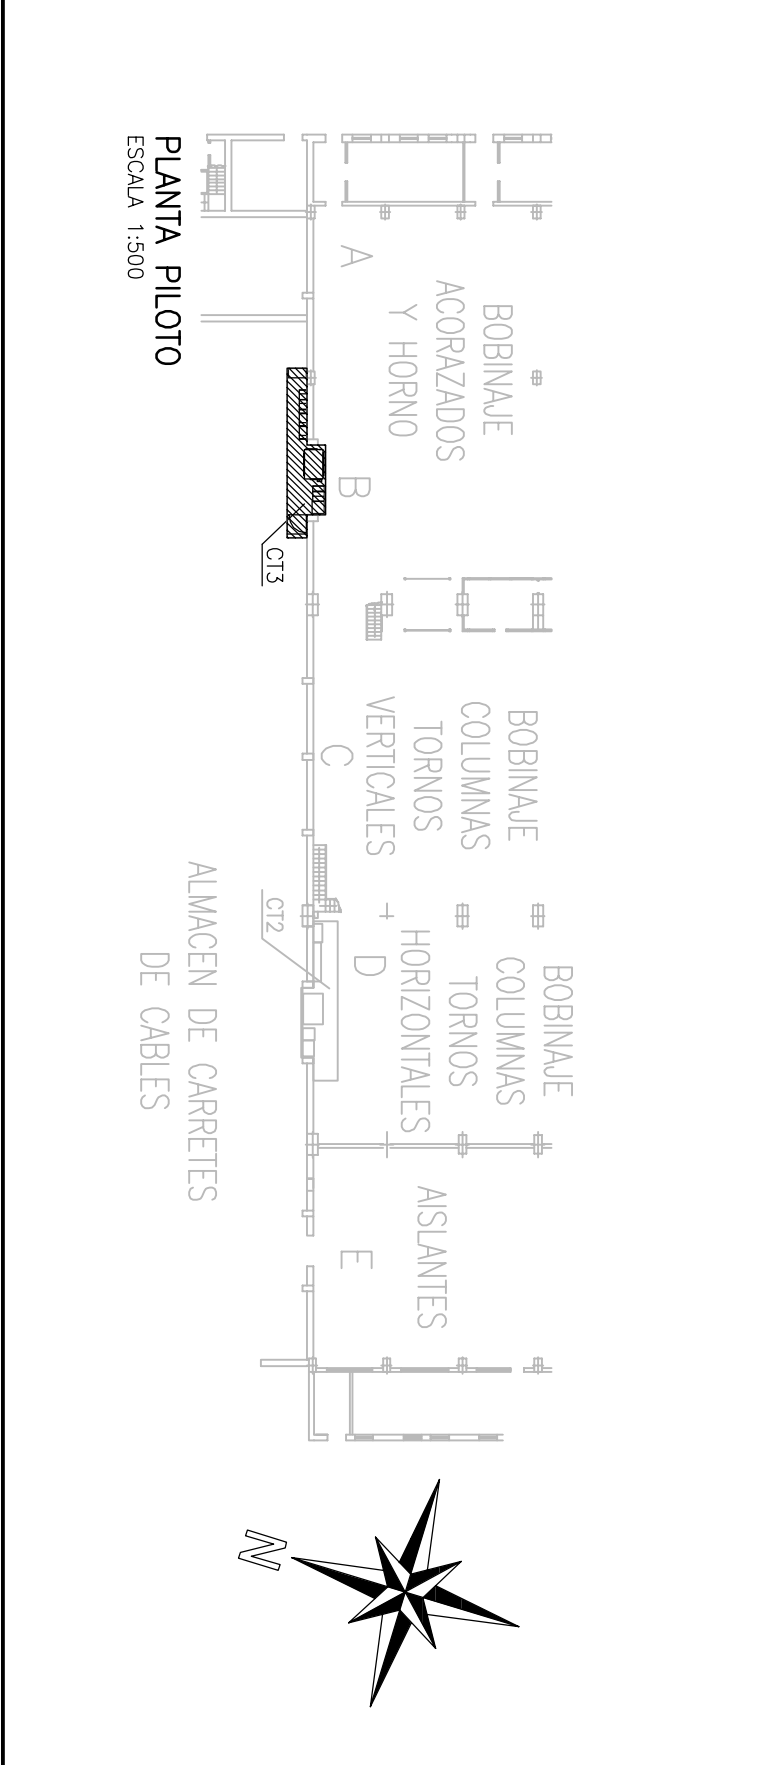 A
BOBINAJE
ACORAZADOS
Y HORNO
B
CT3
BOBINAJE
COLUMNAS
TORNOS
VERTICALES
C
BOBINAJE
COLUMNAS
TORNOS
HORIZONTALES
D
CT2
AISLANTES
E
ALMACEN DE CARRETES
DE CABLES
N
PLANTA PILOTO
ESCALA 1:500